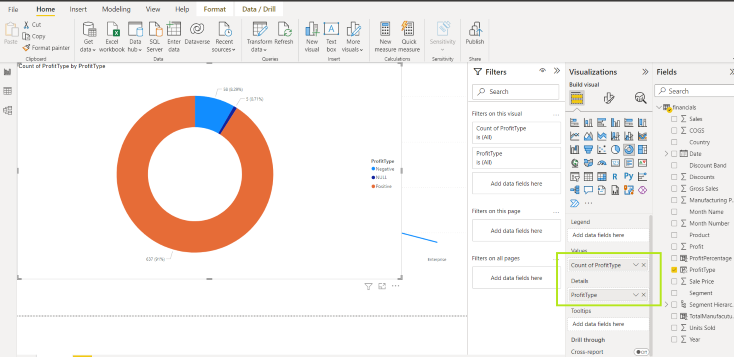 File Home Insert Modeling View Help Format Data / Drill
Paste Cut
Copy
Format painter
Get data
Excel workbook
Data hub
SQL Server
Enter data
Dataverse
Recent sources
Transform data
Refresh
New visual
Text box
More visuals
New measure
Quick measure
Sensitivity
Publish
Clipboard Data Queries Insert Calculations Sensitivity Share
Count of ProfitType by ProfitType
5 (0.71%)
637 (91%)
ProfitType
Negative
NULL
Positive
Enterprise
Filters
Search
Filters on this visual
Count of ProfitType
is (All)
ProfitType
is (All)
Add data fields here
Filters on this page
Add data fields here
Filters on all pages
Add data fields here
Visualizations
Build visual
R Py
Legend
Add data fields here
Values
Count of ProfitType
Details
ProfitType
Tooltips
Add data fields here
Drill through
Cross-report
Off
Fields
Search
financials
Sales
COGS
Country
Date
Discount Band
Discounts
Gross Sales
Manufacturing P...
Month Name
Month Number
Product
Profit
ProfitPercentage
ProfitType
Sale Price
Segment
Segment Hierarc...
TotalManufacutu...
Units Sold
Year